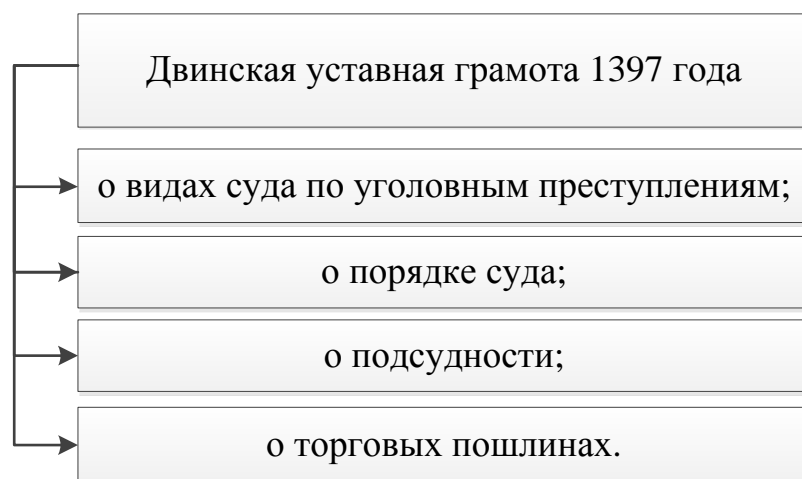 Двинская уставная грамота 1397 года
о видах суда по уголовным преступлениям;
о порядке суда;
о подсудности;
о торговых пошлинах.